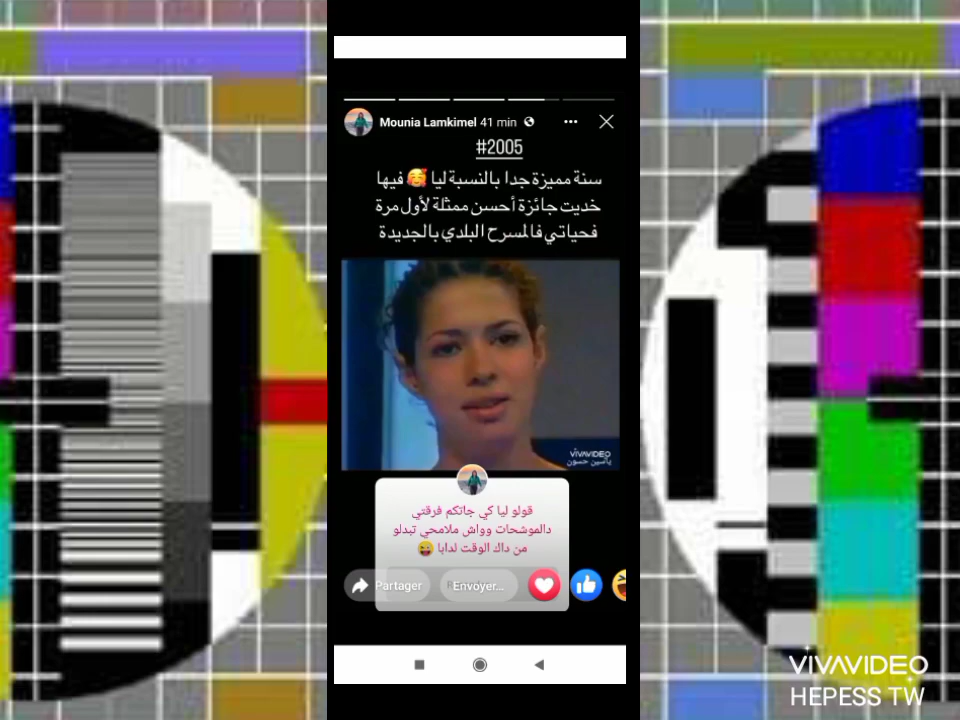 Mounia Lamkimel 41 min
#2005
سنة مميزة جدا بالنسبة ليا 🥰 فيها
خديت جائزة أحسن ممثلة لأول مرة
فحياتي فالمسرح البلدي بالجديدة
VIVAVIDEO
ياسين حسون
قولو ليا كي جاتكم فرقتي
دالموشحات وواش ملامحي تبدلو
من داك الوقت لدابا 😜
Partager
Envoyer...
VIVAVIDEO
HEPESS TW